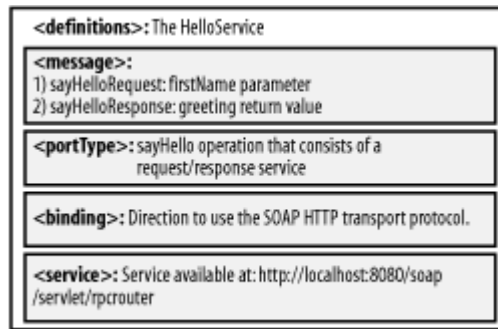 <definitions>: The HelloService
<message>:
1) sayHelloRequest: firstName parameter
2) sayHelloResponse: greeting return value
<portType>: sayHello operation that consists of a
request/response service
<binding>: Direction to use the SOAP HTTP transport protocol.
<service>: Service available at: http://localhost:8080/soap
/servlet/rpcrouter